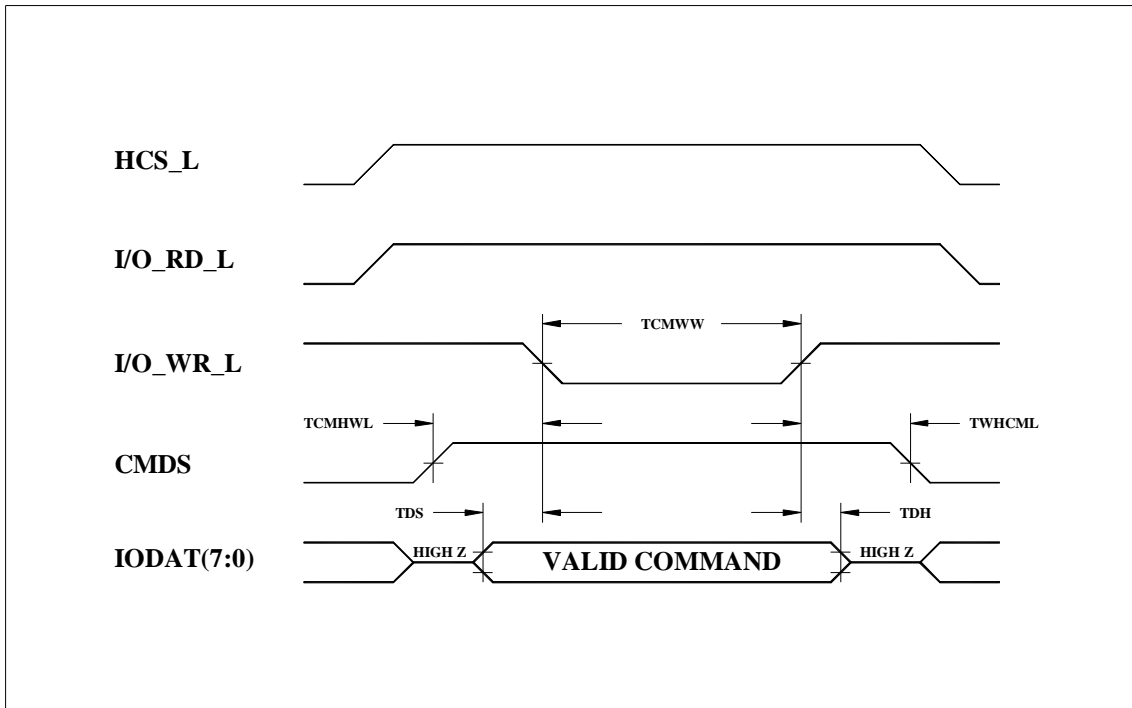 HCS_L
I/O_RD_L
TCMWW
I/O_WR_L
TCMHWL
TWHCML
CMDS
TDS
TDH
IODAT(7:0)
HIGH Z
VALID COMMAND
HIGH Z